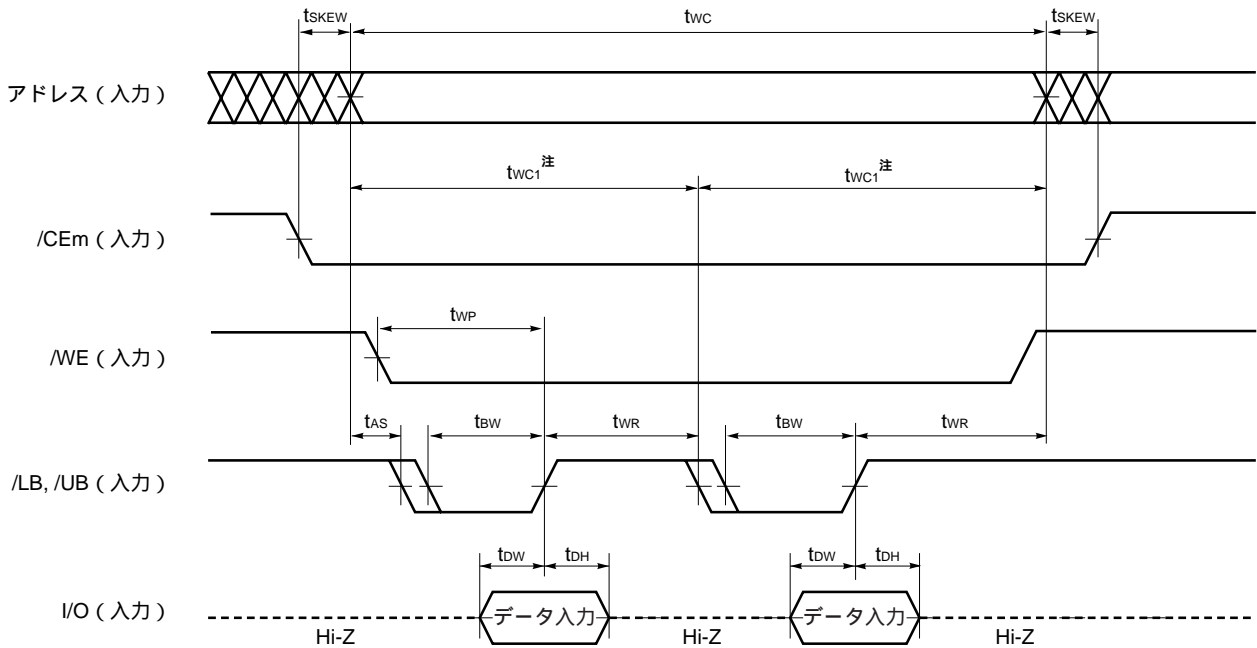 tSKEW tWC tSKEW
アドレス（入力）
tWC1注 tWC1注
/CEm（入力）
tWP
/WE（入力）
tAS tBW tWR tBW tWR
/LB, /UB（入力）
tDW tDH tDW tDH
I/O（入力） データ入力 データ入力
Hi-Z Hi-Z Hi-Z